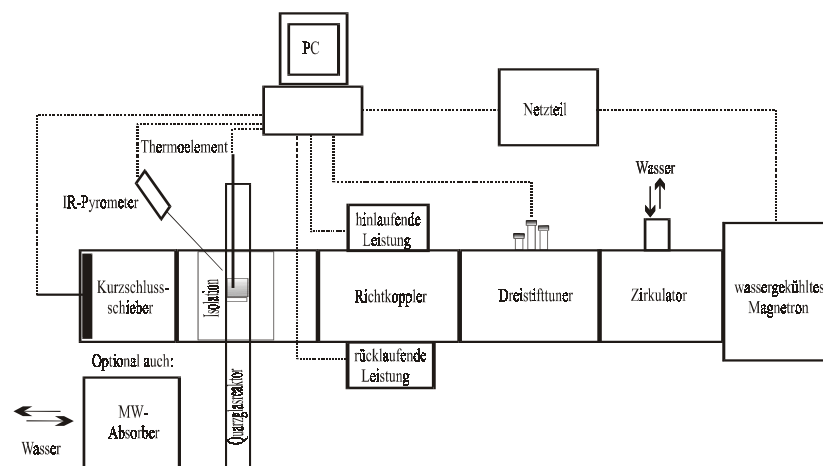 PC
Netzteil
Thermoelement
Wasser
IR-Pyrometer
hinlaufende
Leistung
Kurzschluss-
schieber
Isolation
Richtkoppler
Dreistifttuner
Zirkulator
wassergekühltes
Magnetron
Optional auch:
rücklaufende
Leistung
MW-
Absorber
Quarzglasreaktor
Wasser